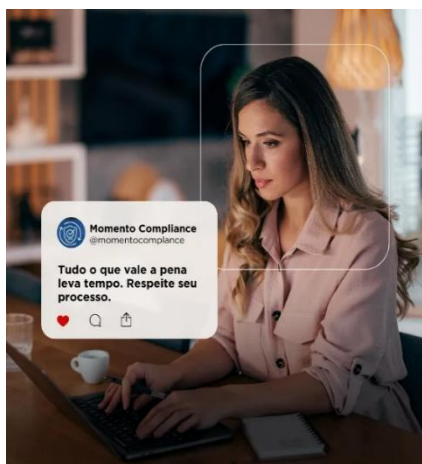 Momento Compliance
@momentocompliance
Tudo o que vale a pena
leva tempo. Respeite seu
processo.